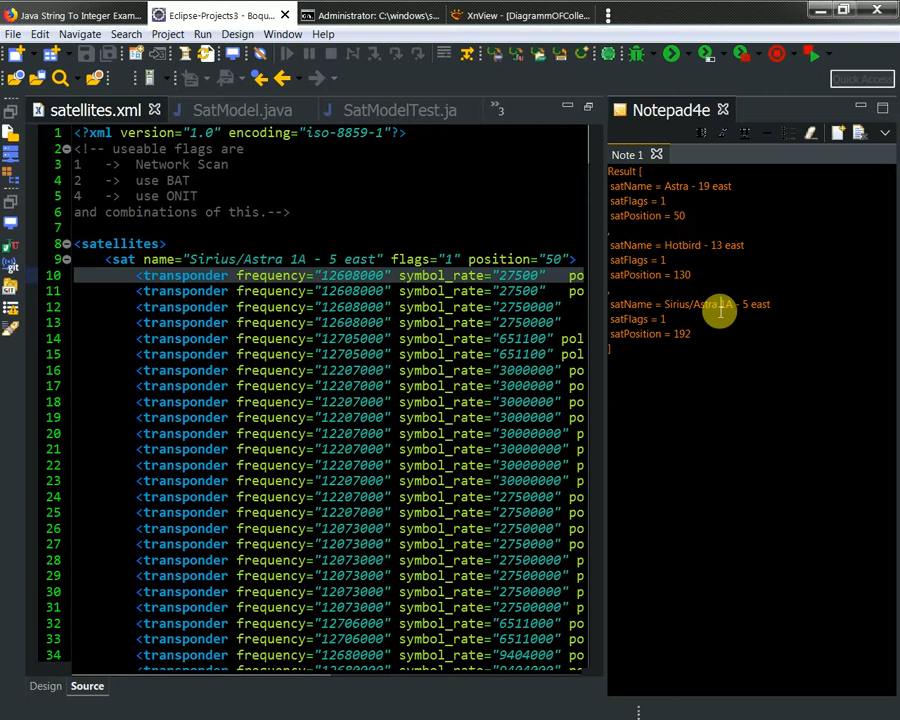 Java String To Integer Exam...
Eclipse-Projects3 - Boqu...
Administrator: C:\windows\s...
XnView - [DiagrammOfColle...
File Edit Navigate Search Project Run Design Window Help
Quick Access
satellites.xml
SatModel.java
SatModelTest.ja
3
Notepad4e
Note 1
1 <?xml version="1.0" encoding="iso-8859-1"?>
2 <!-- useable flags are
3 1 -> Network Scan
4 2 -> use BAT
5 4 -> use ONIT
6 and combinations of this.-->
7
8 <satellites>
9 <sat name="Sirius/Astra 1A - 5 east" flags="1" position="50">
10 <transponder frequency="12608000" symbol_rate="27500" po
11 <transponder frequency="12608000" symbol_rate="27500" po
12 <transponder frequency="12608000" symbol_rate="2750000"
13 <transponder frequency="12608000" symbol_rate="2750000"
14 <transponder frequency="12705000" symbol_rate="651100" pol
15 <transponder frequency="12705000" symbol_rate="651100" pol
16 <transponder frequency="12207000" symbol_rate="3000000" po
17 <transponder frequency="12207000" symbol_rate="3000000" po
18 <transponder frequency="12207000" symbol_rate="3000000" po
19 <transponder frequency="12207000" symbol_rate="3000000" po
20 <transponder frequency="12207000" symbol_rate="30000000" p
21 <transponder frequency="12207000" symbol_rate="30000000" p
22 <transponder frequency="12207000" symbol_rate="30000000" p
23 <transponder frequency="12207000" symbol_rate="30000000" p
24 <transponder frequency="12207000" symbol_rate="2750000" po
25 <transponder frequency="12207000" symbol_rate="2750000" po
26 <transponder frequency="12073000" symbol_rate="2750000" po
27 <transponder frequency="12073000" symbol_rate="2750000" po
28 <transponder frequency="12073000" symbol_rate="27500000" p
29 <transponder frequency="12073000" symbol_rate="27500000" p
30 <transponder frequency="12073000" symbol_rate="27500000" p
31 <transponder frequency="12073000" symbol_rate="27500000" p
32 <transponder frequency="12706000" symbol_rate="6511000" po
33 <transponder frequency="12706000" symbol_rate="6511000" po
34 <transponder frequency="12680000" symbol_rate="9404000" po
<transponder frequency="12680000" symbol_rate="9404000" po
Design Source
Result [
satName = Astra - 19 east
satFlags = 1
satPosition = 50
,
satName = Hotbird - 13 east
satFlags = 1
satPosition = 130
,
satName = Sirius/Astra 1A - 5 east
satFlags = 1
satPosition = 192
]